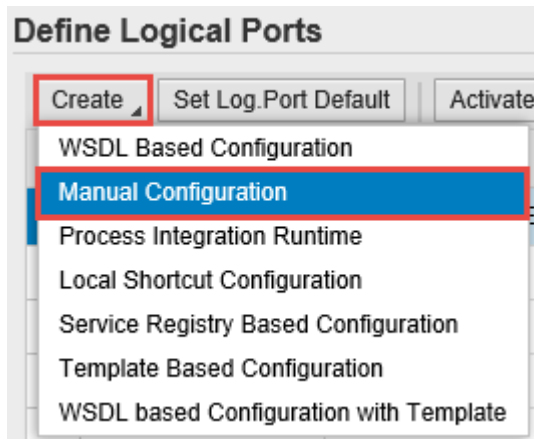 Define Logical Ports
Create Set Log.Port Default Activate
WSDL Based Configuration
Manual Configuration
Process Integration Runtime
Local Shortcut Configuration
Service Registry Based Configuration
Template Based Configuration
WSDL based Configuration with Template